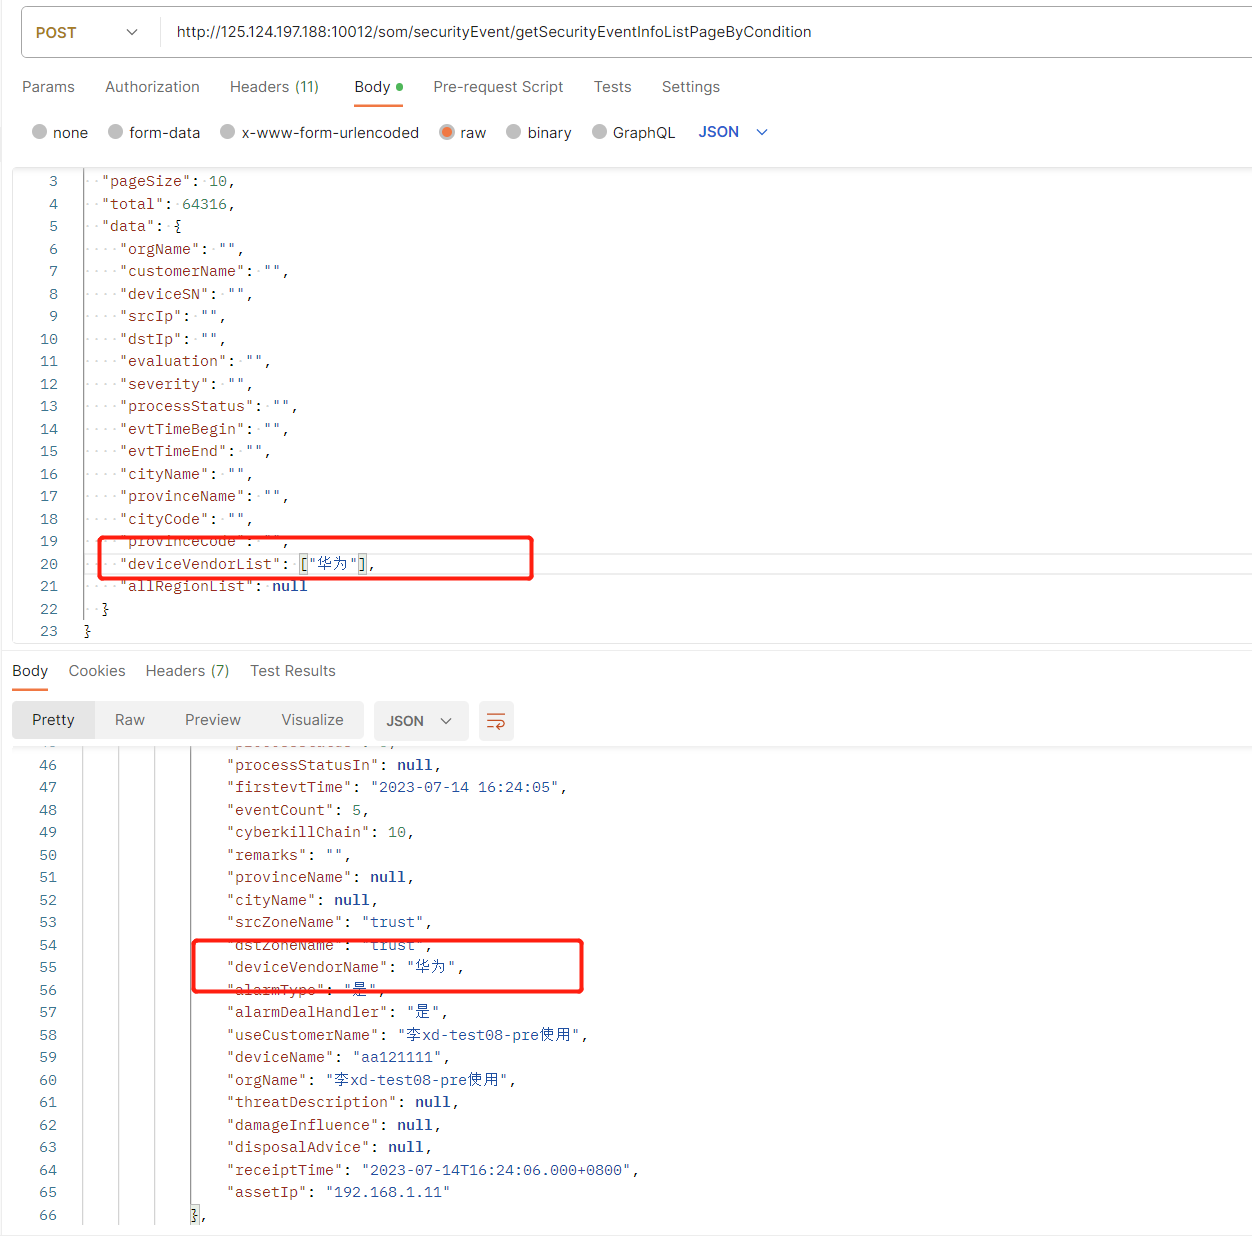 POST http://125.124.197.188:10012/som/securityEvent/getSecurityEventInfoListPageByCondition
Params Authorization Headers (11) Body Pre-request Script Tests Settings
none form-data x-www-form-urlencoded raw binary GraphQL JSON
3 "pageSize": 10,
4 "total": 64316,
5 "data": {
6 "orgName": "",
7 "customerName": "",
8 "deviceSN": "",
9 "srcIp": "",
10 "dstIp": "",
11 "evaluation": "",
12 "severity": "",
13 "processStatus": "",
14 "evtTimeBegin": "",
15 "evtTimeEnd": "",
16 "cityName": "",
17 "provinceName": "",
18 "cityCode": "",
19 "provinceCode": "",
20 "deviceVendorList": ["华为"],
21 "allRegionList": null
22 }
23 }
Body Cookies Headers (7) Test Results
Pretty Raw Preview Visualize JSON
46 "processStatusIn": null,
47 "firstevtTime": "2023-07-14 16:24:05",
48 "eventCount": 5,
49 "cyberkillChain": 10,
50 "remarks": "",
51 "provinceName": null,
52 "cityName": null,
53 "srcZoneName": "trust",
54 "dstZoneName": "trust",
55 "deviceVendorName": "华为",
56 "alarmType": "是",
57 "alarmDealHandler": "是",
58 "useCustomerName": "李xd-test08-pre使用",
59 "deviceName": "aa121111",
60 "orgName": "李xd-test08-pre使用",
61 "threatDescription": null,
62 "damageInfluence": null,
63 "disposalAdvice": null,
64 "receiptTime": "2023-07-14T16:24:06.000+0800",
65 "assetIp": "192.168.1.11"
66 },